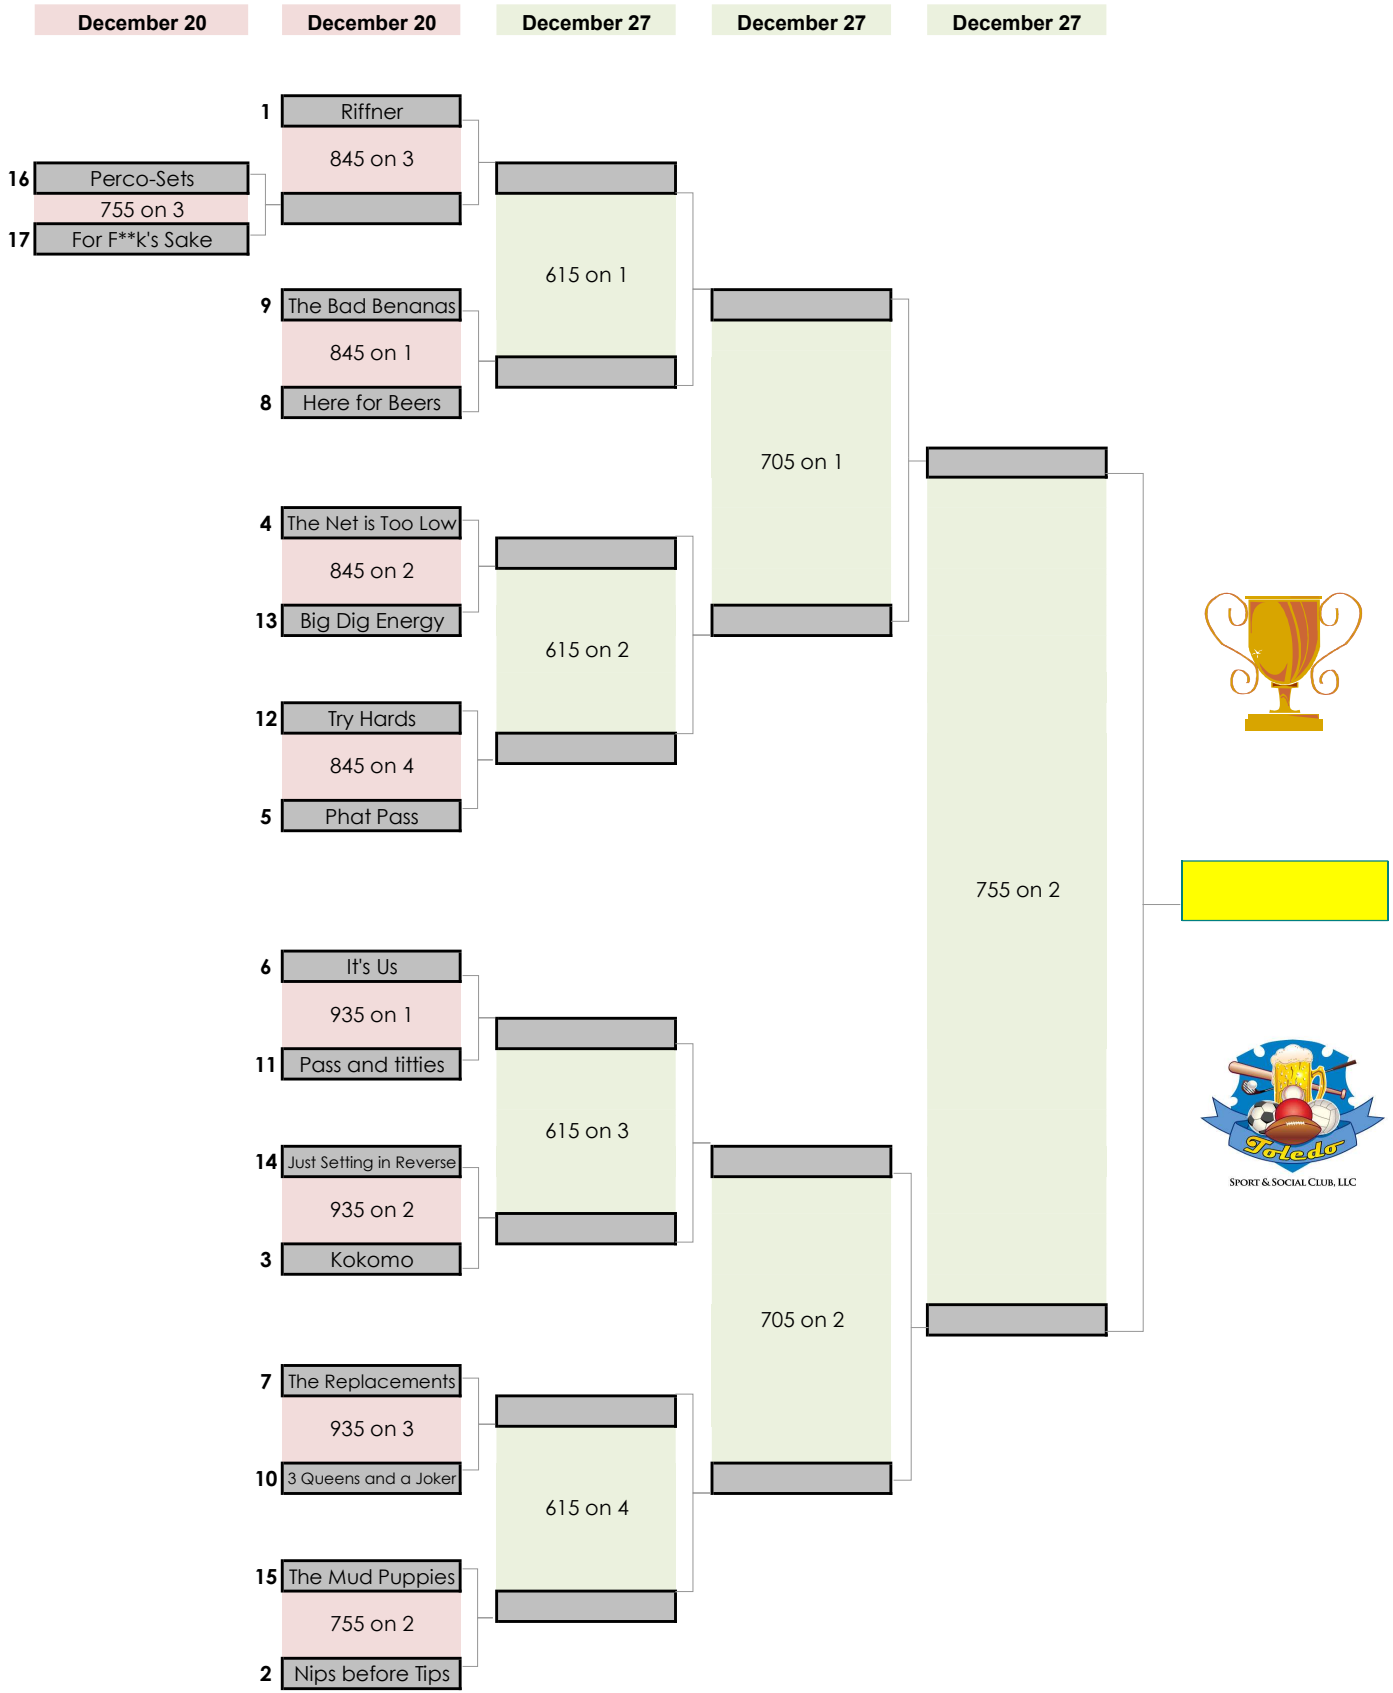 December 20
December 20
December 27
December 27
December 27
1 Riffner
845 on 3
16 Perco-Sets
755 on 3
17 For F**k's Sake
615 on 1
9 The Bad Benanas
845 on 1
8 Here for Beers
705 on 1
4 The Net is Too Low
845 on 2
13 Big Dig Energy
615 on 2
12 Try Hards
845 on 4
5 Phat Pass
755 on 2
6 It's Us
935 on 1
11 Pass and titties
615 on 3
14 Just Setting in Reverse
935 on 2
3 Kokomo
705 on 2
7 The Replacements
935 on 3
10 3 Queens and a Joker
615 on 4
15 The Mud Puppies
755 on 2
2 Nips before Tips
Toledo
SPORT & SOCIAL CLUB, LLC